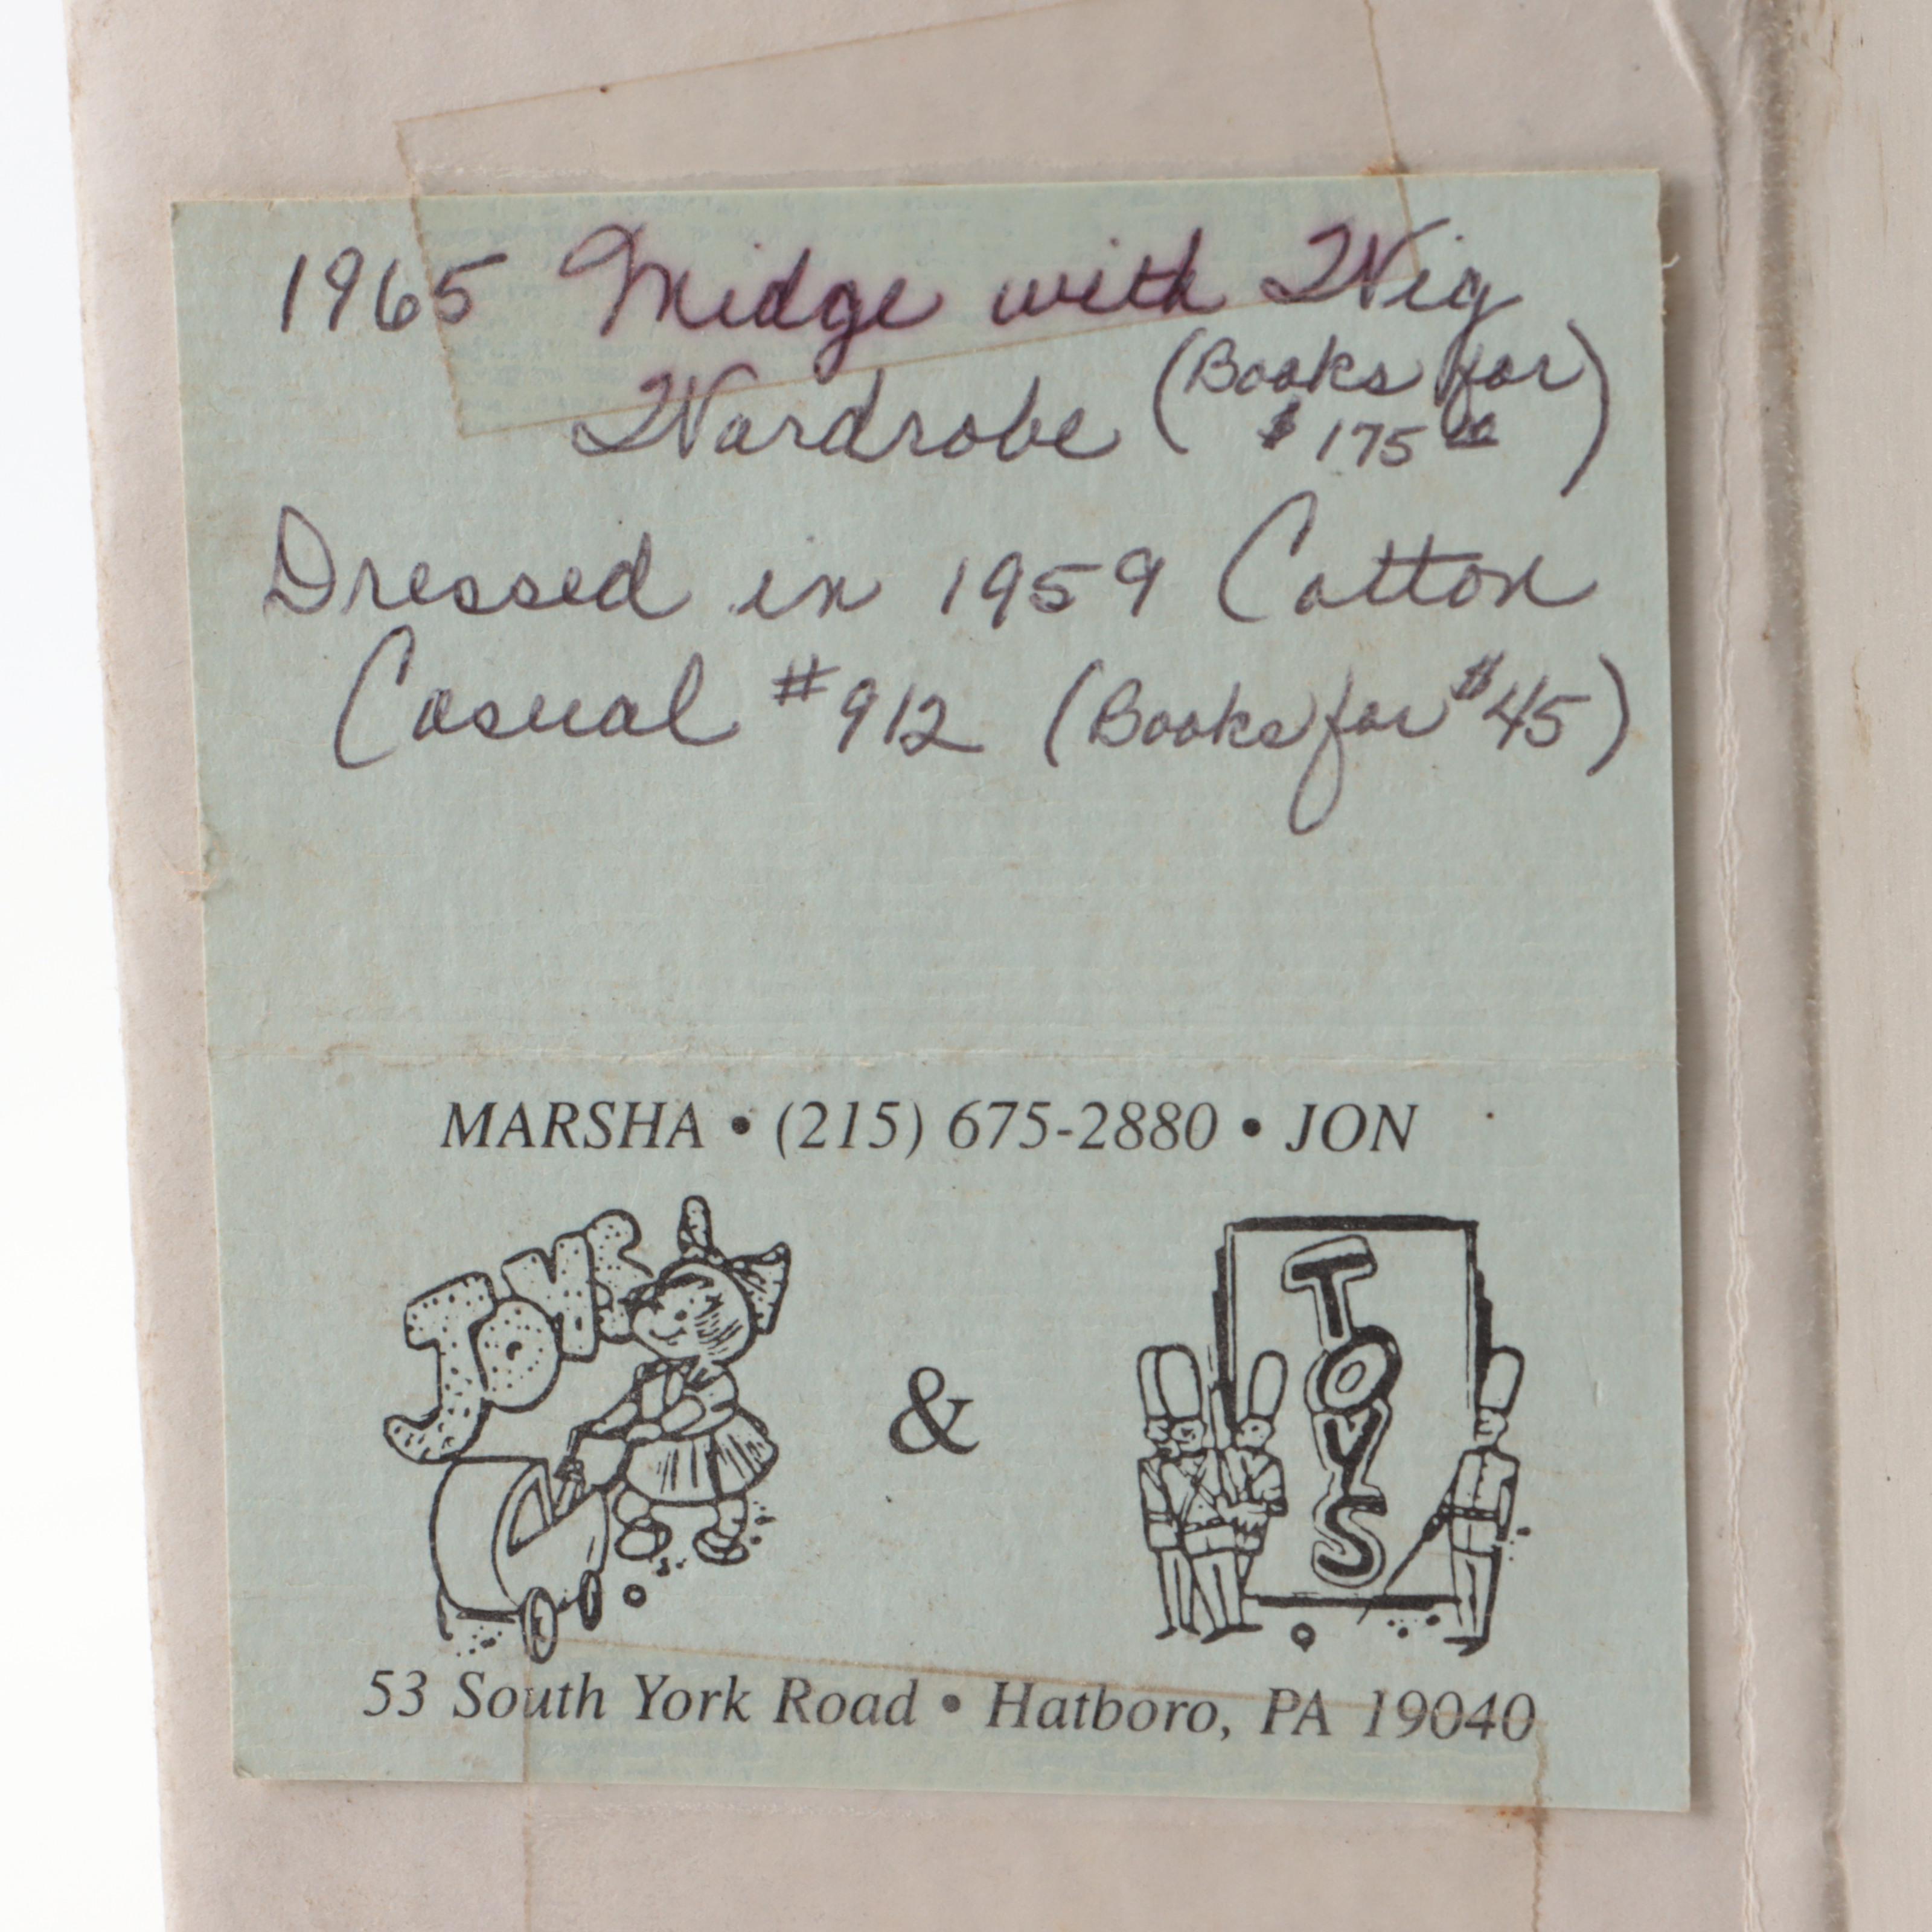 1965 Midge with Wig
Wardrobe (Books for
$175.00)
Dressed in 1959 Cotton
Casual #912 (Books for $45)
MARSHA • (215) 675-2880 • JON
&
TOYS
53 South York Road • Hatboro, PA 19040